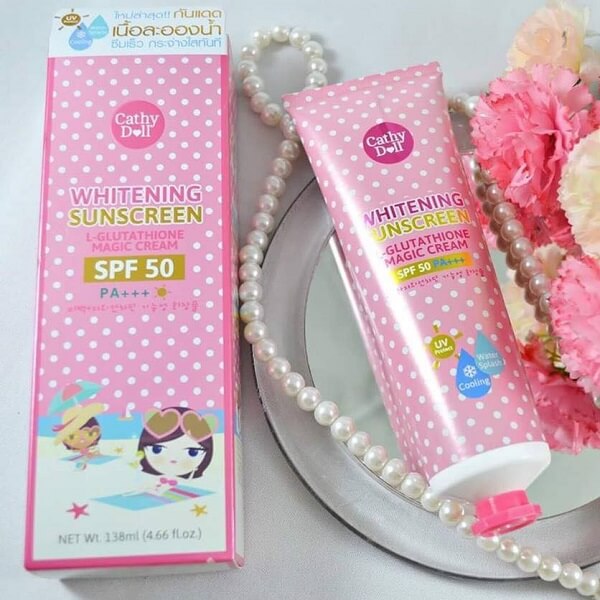 UV
Water
Splash
Cooling
ใหม่ล่าสุด!! กันแดด
เนื้อละอองน้ำ
ซึมเร็ว กระจ่างใสทันที
Cathy
Doll
WHITENING
SUNSCREEN
L-GLUTATHIONE
MAGIC CREAM
SPF 50
PA+++
NET Wt. 138ml (4.66 fl.oz.)
Cathy
Doll
WHITENING
SUNSCREEN
L-GLUTATHIONE
MAGIC CREAM
SPF 50 PA+++
UV
Protect
Water
Splash
Cooling